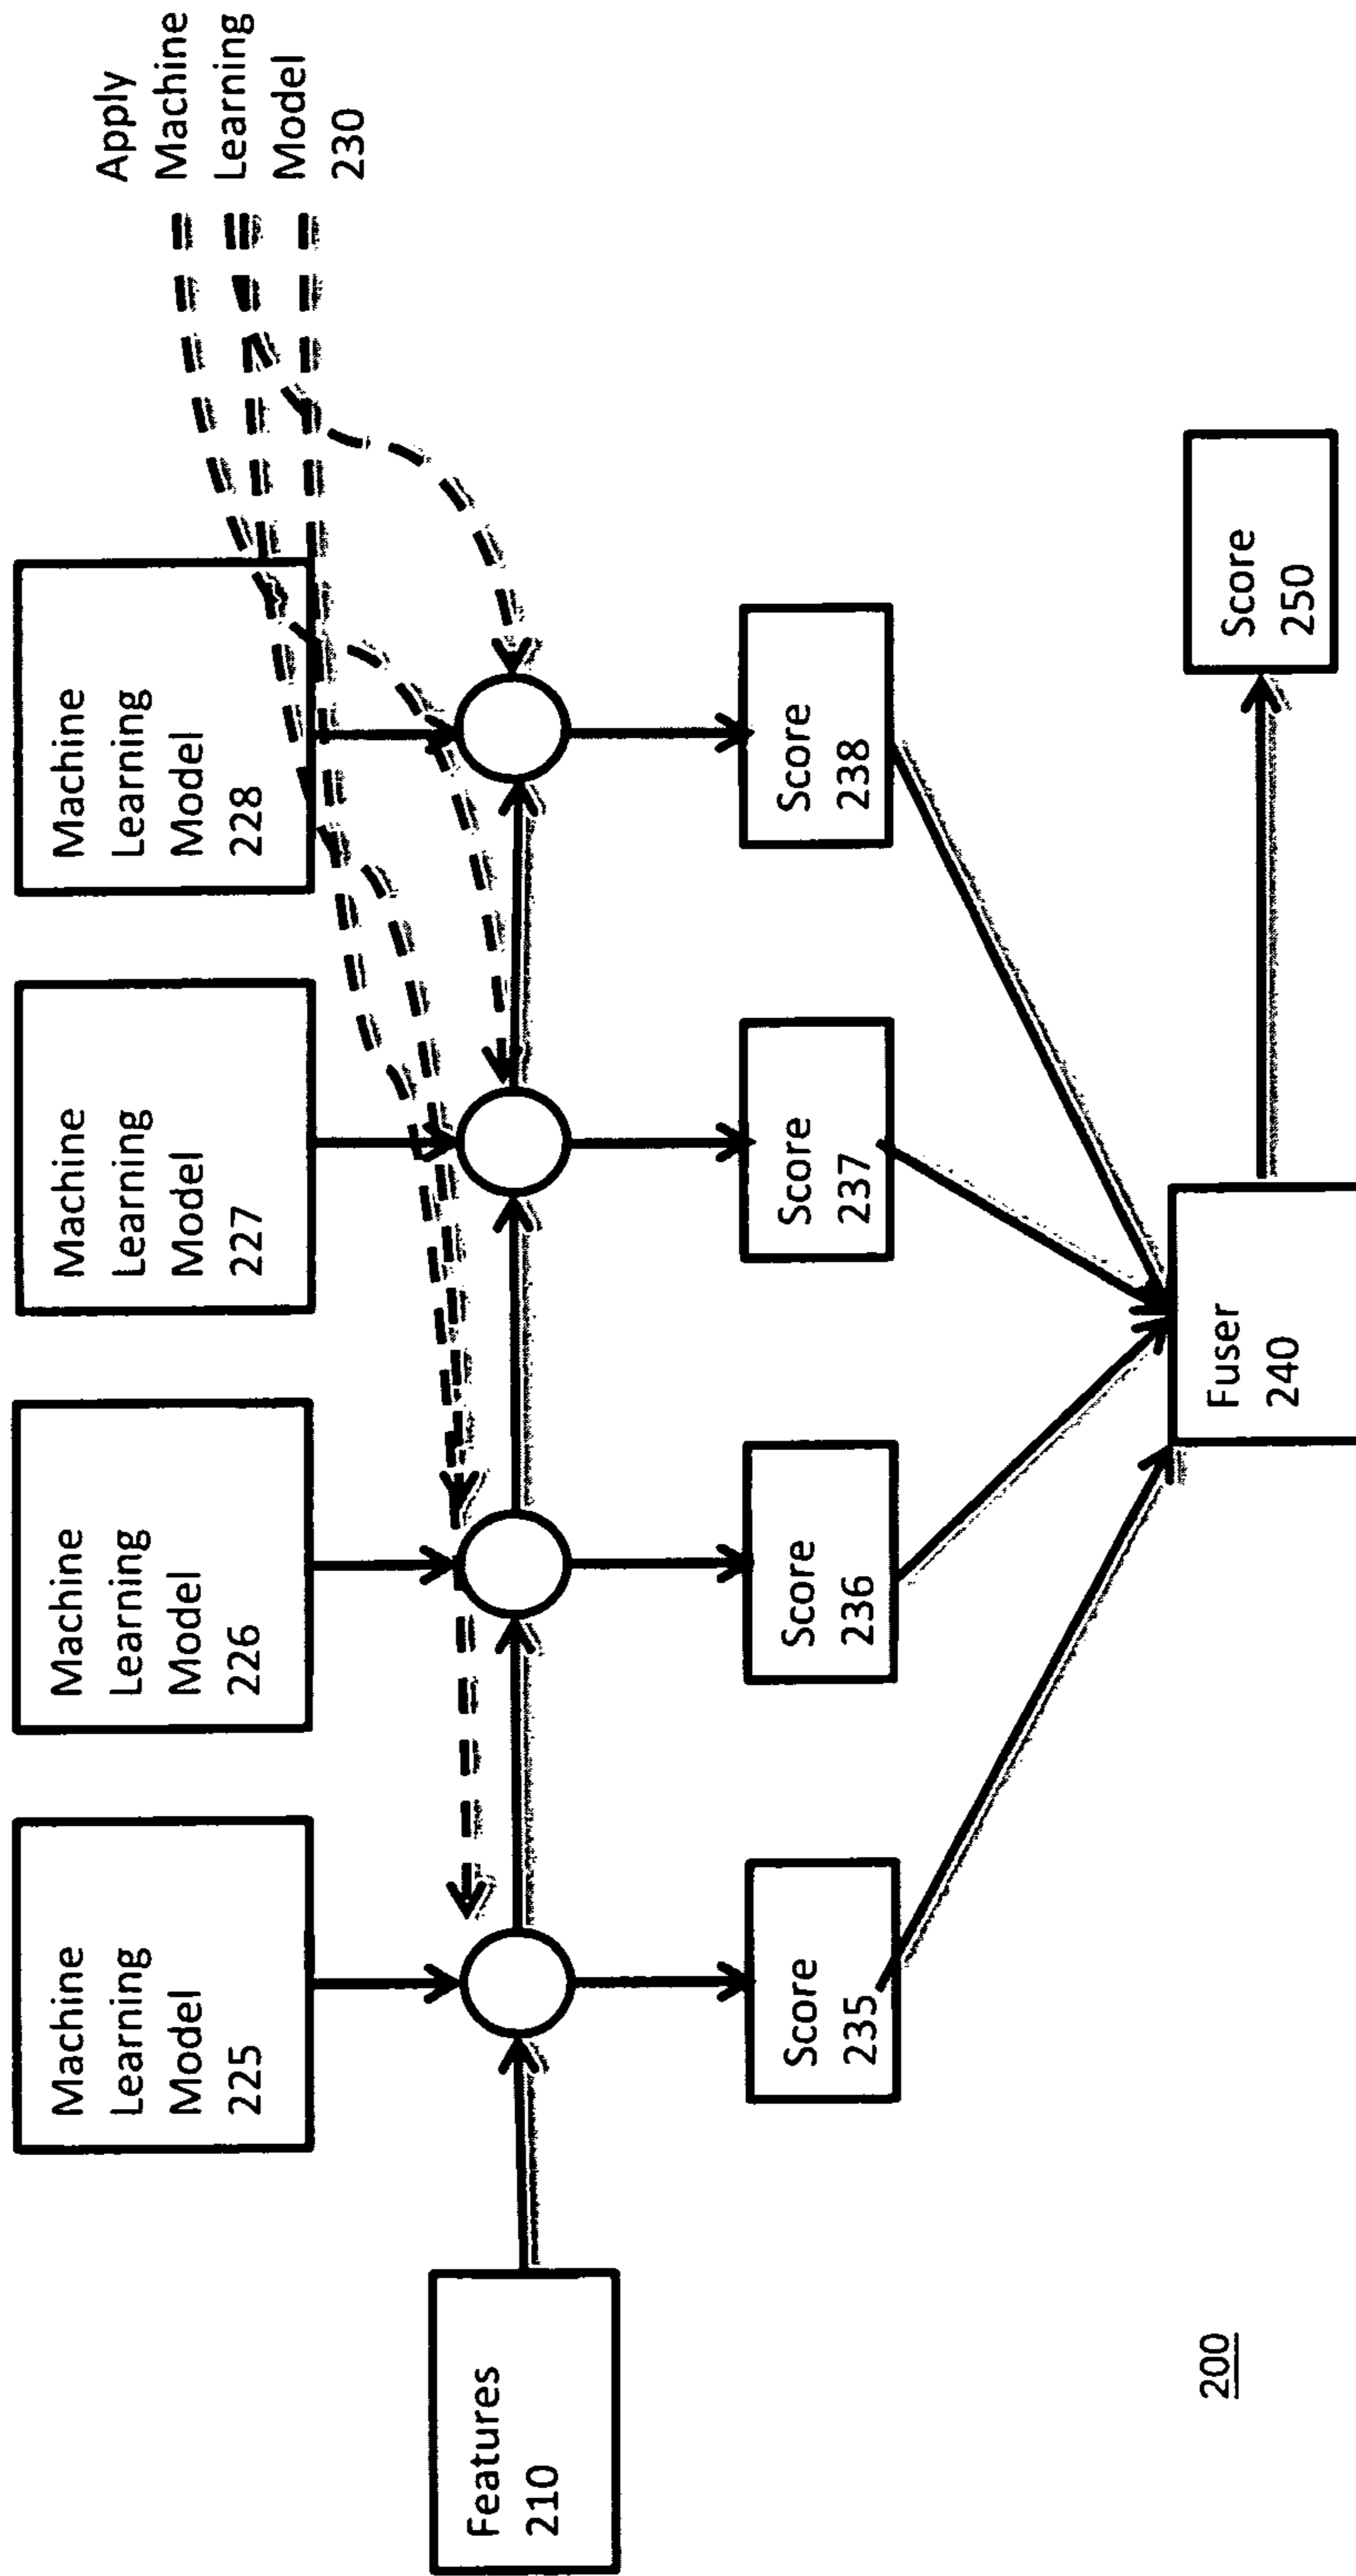 Machine
Learning
Model
225
Machine
Learning
Model
226
Machine
Learning
Model
227
Machine
Learning
Model
228
Apply
Machine
Learning
Model
230
Features
210
Score
235
Score
236
Score
237
Score
238
Fuser
240
Score
250
200